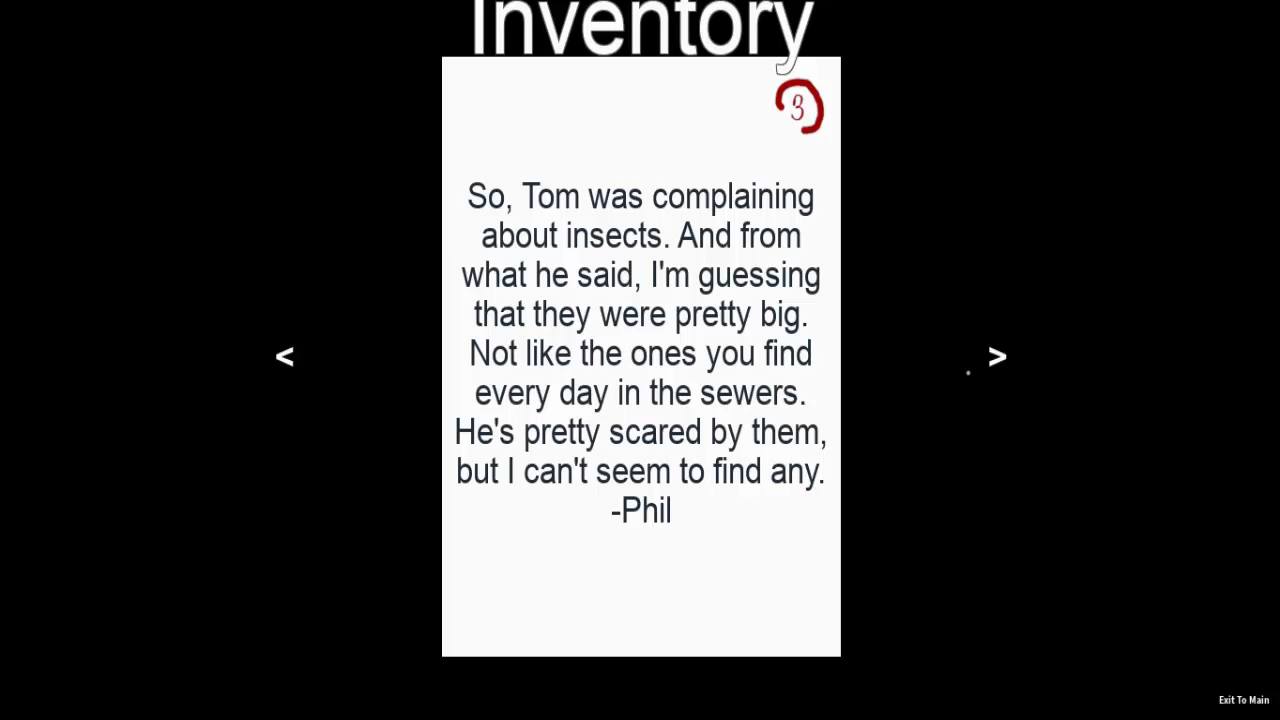 Inventory
3
So, Tom was complaining
about insects. And from
what he said, I'm guessing
that they were pretty big.
Not like the ones you find
every day in the sewers.
He's pretty scared by them,
but I can't seem to find any.
-Phil
<
>
Exit To Main